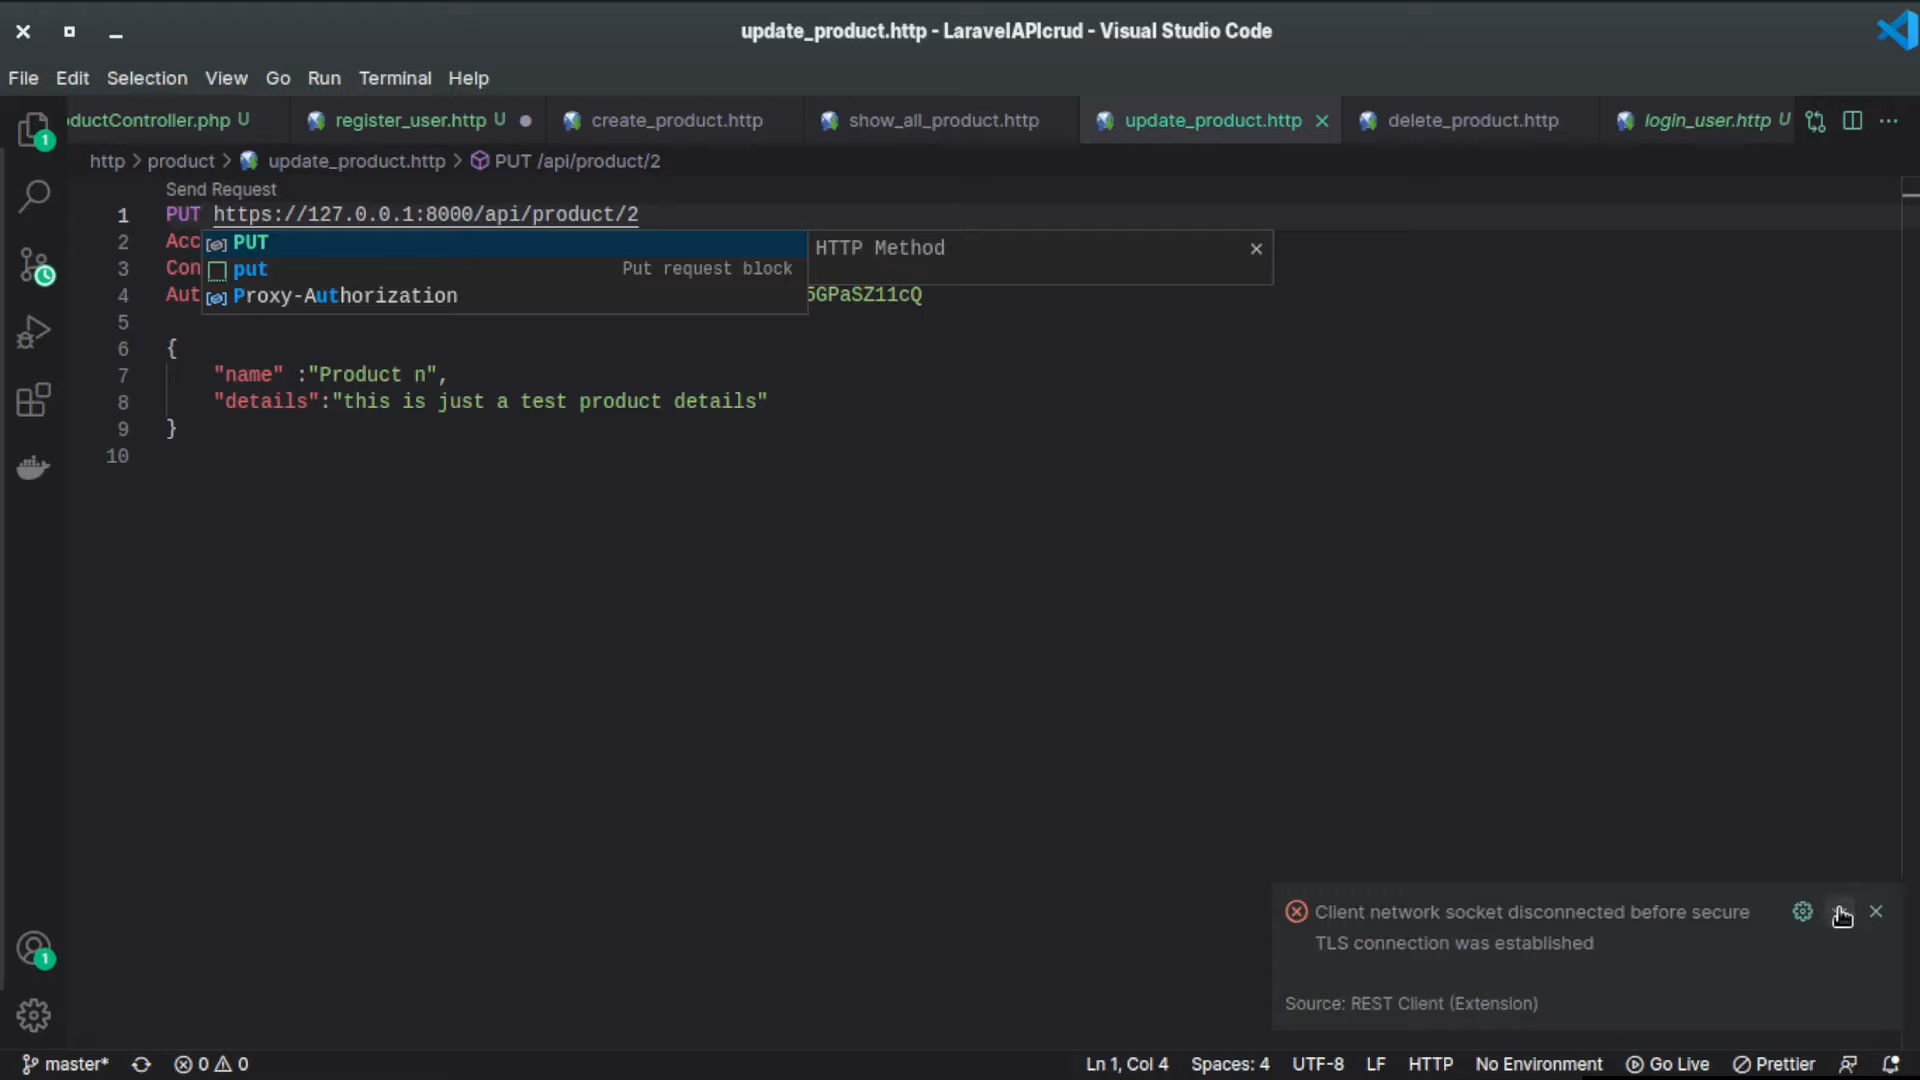 update_product.http - LaravelAPIcrud - Visual Studio Code
File Edit Selection View Go Run Terminal Help
ductController.php U register_user.http U create_product.http show_all_product.http update_product.http delete_product.http login_user.http U
http > product > update_product.http > PUT /api/product/2
Send Request
1 PUT https://127.0.0.1:8000/api/product/2
2 Acc
PUT
HTTP Method
3 Con
put Put request block
4 Aut
Proxy-Authorization
5GPaSZ11cQ
5
6 {
7 "name" :"Product n",
8 "details":"this is just a test product details"
9 }
10
1
1
Client network socket disconnected before secure
TLS connection was established
Source: REST Client (Extension)
master* 0 0 Ln 1, Col 4 Spaces: 4 UTF-8 LF HTTP No Environment Go Live Prettier